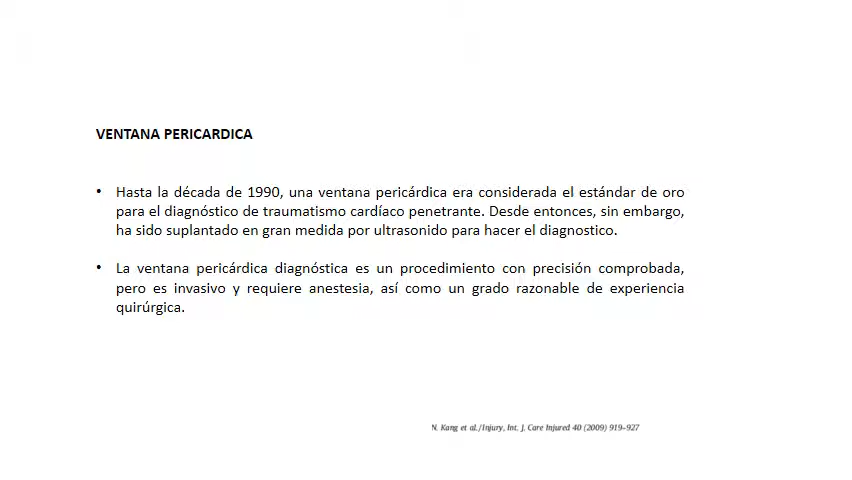 VENTANA PERICARDICA
• Hasta la década de 1990, una ventana pericárdica era considerada el estándar de oro
para el diagnóstico de traumatismo cardíaco penetrante. Desde entonces, sin embargo,
ha sido suplantado en gran medida por ultrasonido para hacer el diagnostico.
• La ventana pericárdica diagnóstica es un procedimiento con precisión comprobada,
pero es invasivo y requiere anestesia, así como un grado razonable de experiencia
quirúrgica.
N. Kang et al./Injury, Int. J. Care Injured 40 (2009) 919–927